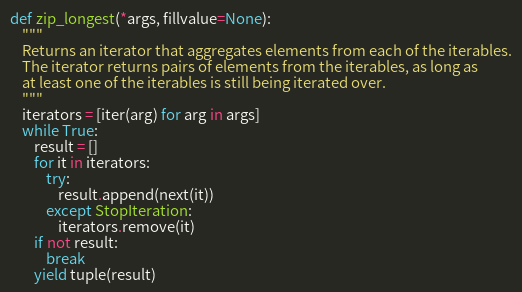 def zip_longest(*args, fillvalue=None):
    """
    Returns an iterator that aggregates elements from each of the iterables.
    The iterator returns pairs of elements from the iterables, as long as
    at least one of the iterables is still being iterated over.
    """
    iterators = [iter(arg) for arg in args]
    while True:
        result = []
        for it in iterators:
            try:
                result.append(next(it))
            except StopIteration:
                iterators.remove(it)
        if not result:
            break
        yield tuple(result)